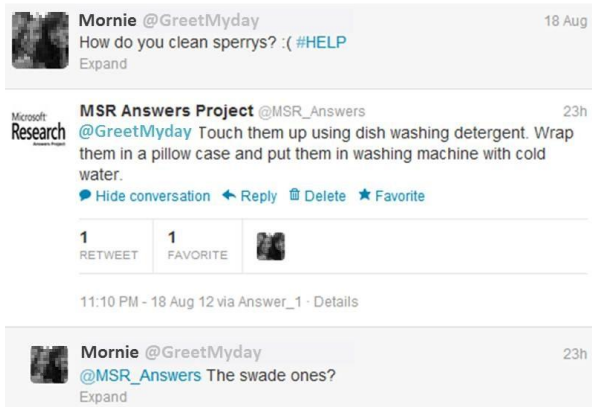 Mornie @GreetMyday 18 Aug
How do you clean sperrys? :( #HELP
Expand
Microsoft
Research
Answers Project
MSR Answers Project @MSR_Answers 23h
@GreetMyday Touch them up using dish washing detergent. Wrap
them in a pillow case and put them in washing machine with cold
water.
Hide conversation Reply Delete Favorite
1 1
RETWEET FAVORITE
11:10 PM - 18 Aug 12 via Answer_1 · Details
Mornie @GreetMyday 23h
@MSR_Answers The swade ones?
Expand